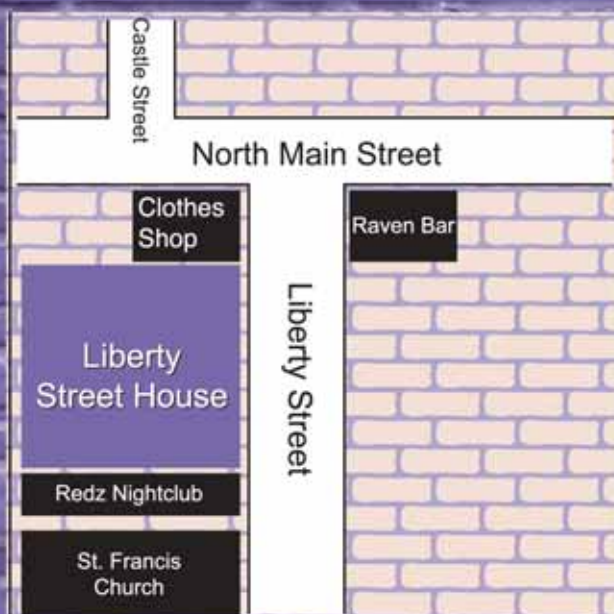 Castle Street
North Main Street
Clothes
Shop
Raven Bar
Liberty
Street House
Liberty Street
Redz Nightclub
St. Francis
Church